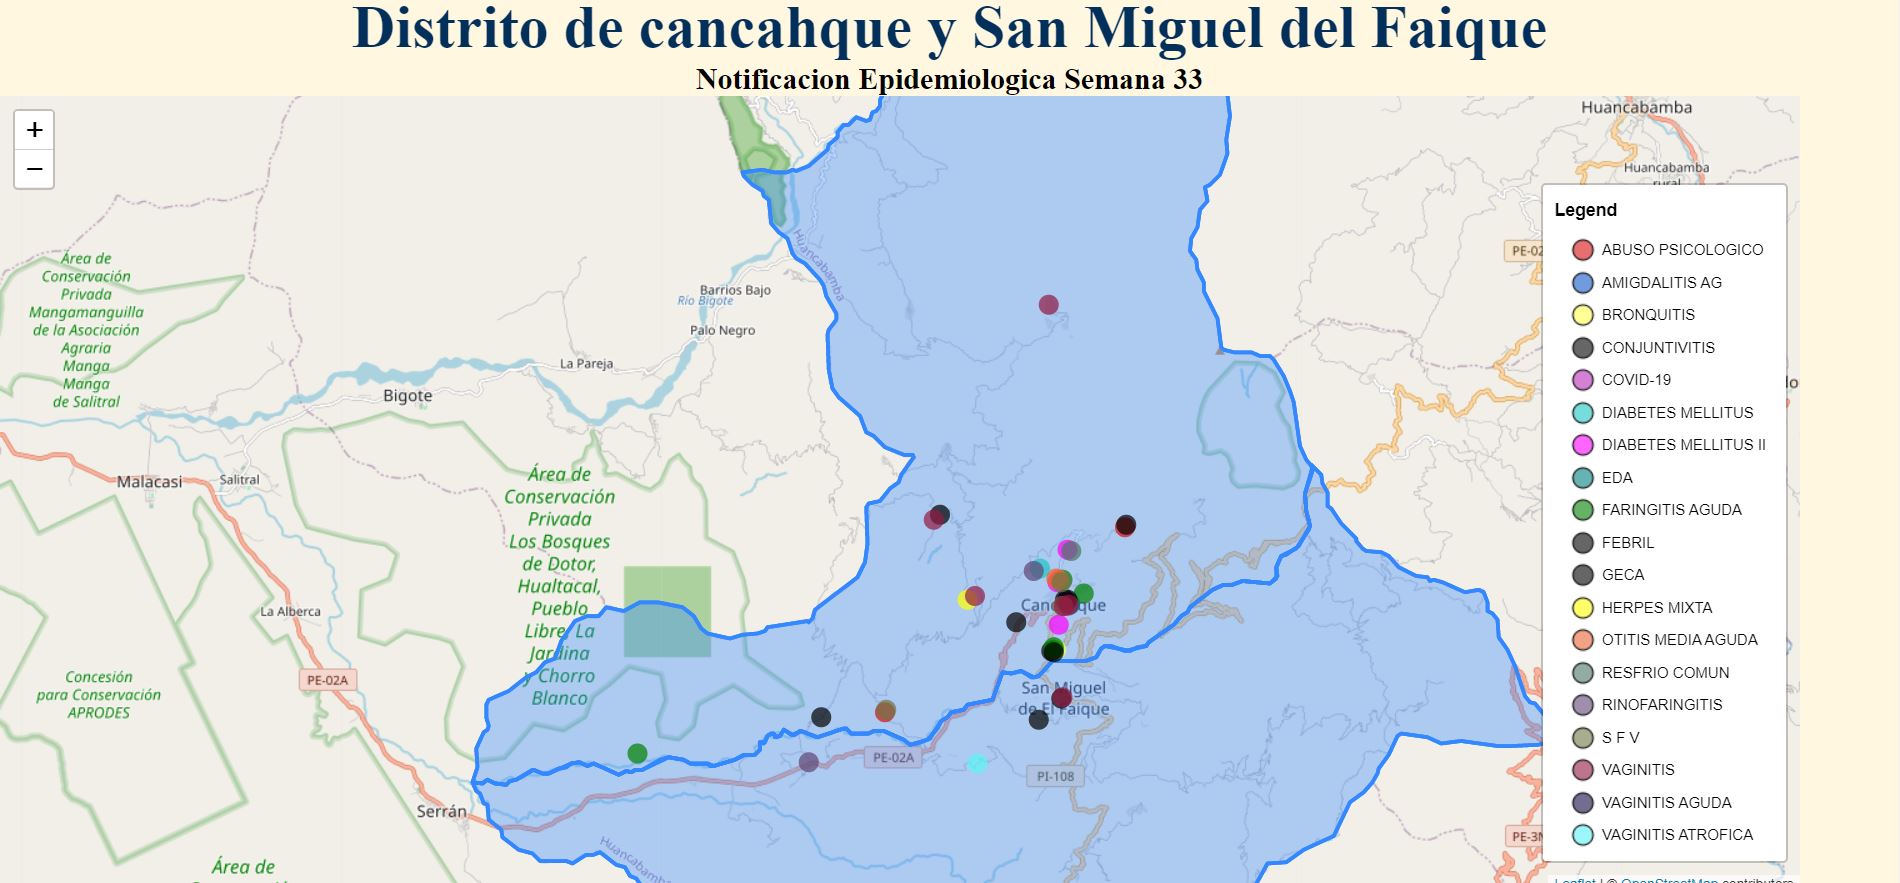 Distrito de cancahque y San Miguel del Faique
Notificacion Epidemiologica Semana 33
+
−
Huancabamba
Huancabamba
rural
PE-02
Legend
ABUSO PSICOLOGICO
AMIGDALITIS AG
BRONQUITIS
CONJUNTIVITIS
COVID-19
DIABETES MELLITUS
DIABETES MELLITUS II
EDA
FARINGITIS AGUDA
FEBRIL
GECA
HERPES MIXTA
OTITIS MEDIA AGUDA
RESFRIO COMUN
RINOFARINGITIS
S F V
VAGINITIS
VAGINITIS AGUDA
VAGINITIS ATROFICA
Área de
Conservación
Privada
Mangamanguilla
de la Asociación
Agraria
Manga
Manga
de Salitral
Huancabamba
Barrios Bajo
Río Bigote
Palo Negro
La Pareja
Bigote
Malacasi
Salitral
Área de
Conservación
Privada
Los Bosques
de Dotor,
Hualtacal,
Pueblo
Libre, La
Jardina
y Chorro
Blanco
La Alberca
PE-02A
Concesión
para Conservación
APRODES
San Miguel
de El Faique
PE-02A
PI-108
Serrán
Huancabamba
PE-3N
Área de
Leaflet | © OpenStreetMap contributors